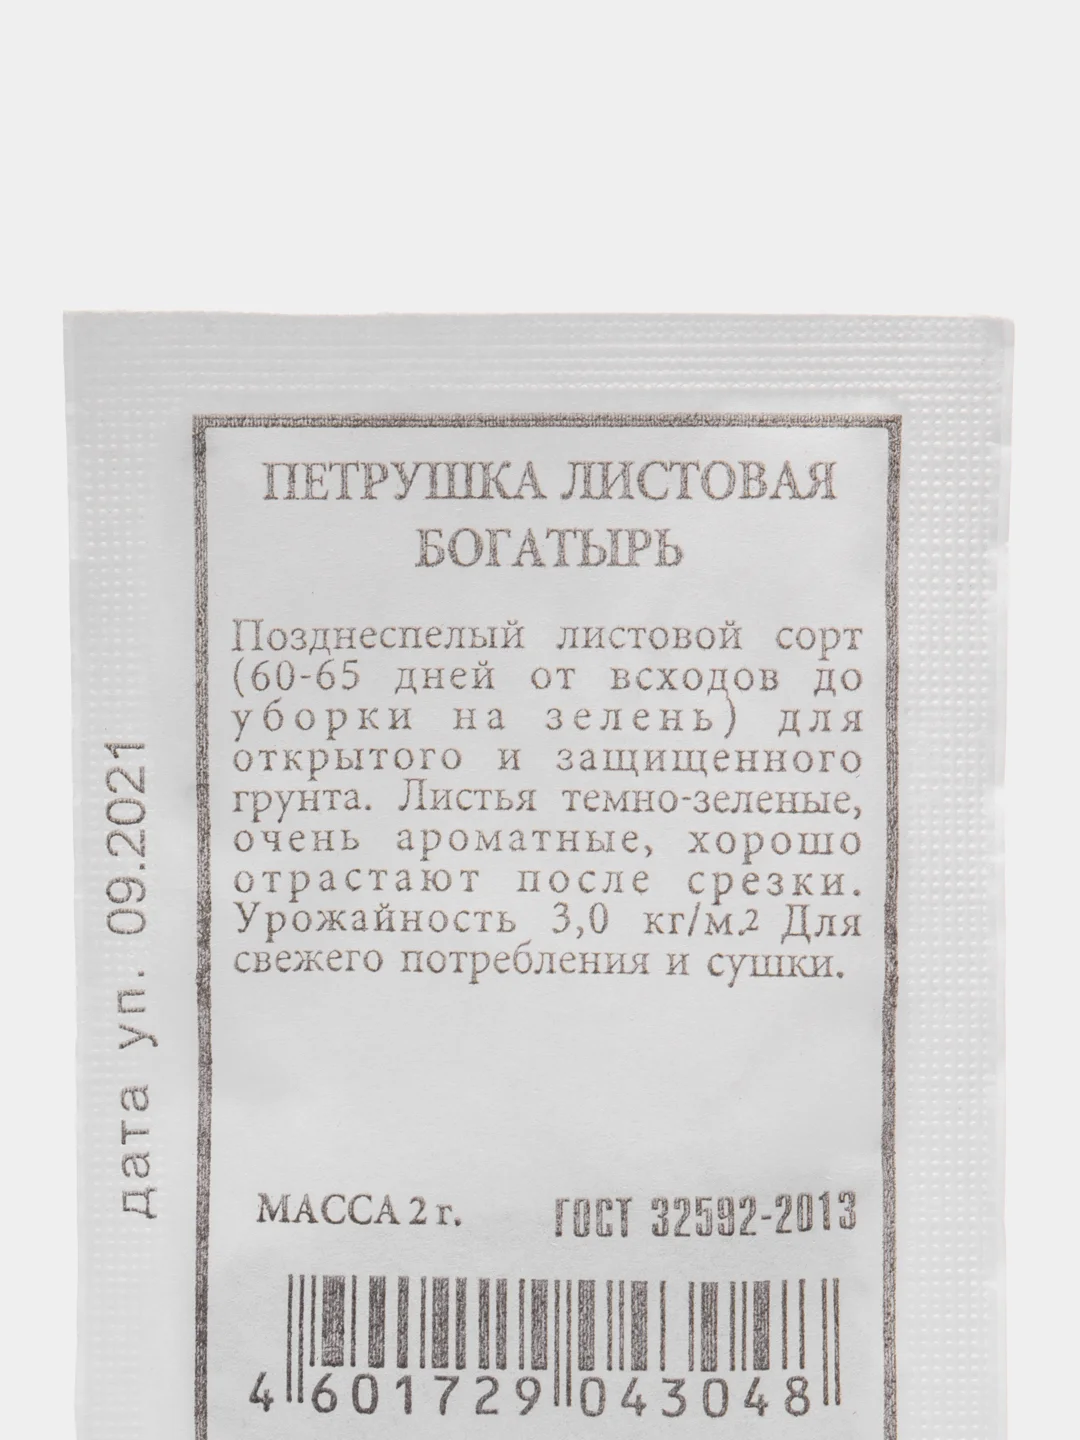 ПЕТРУШКА ЛИСТОВАЯ
БОГАТЫРЬ
Позднеспелый листовой сорт
(60-65 дней от всходов до
уборки на зелень) для
открытого и защищенного
грунта. Листья темно-зеленые,
очень ароматные, хорошо
отрастают после срезки.
Урожайность 3,0 кг/м2 Для
свежего потребления и сушки.
МАССА 2 г. ГОСТ 32592-2013
4 601729 043048
дата уп. 09.2021